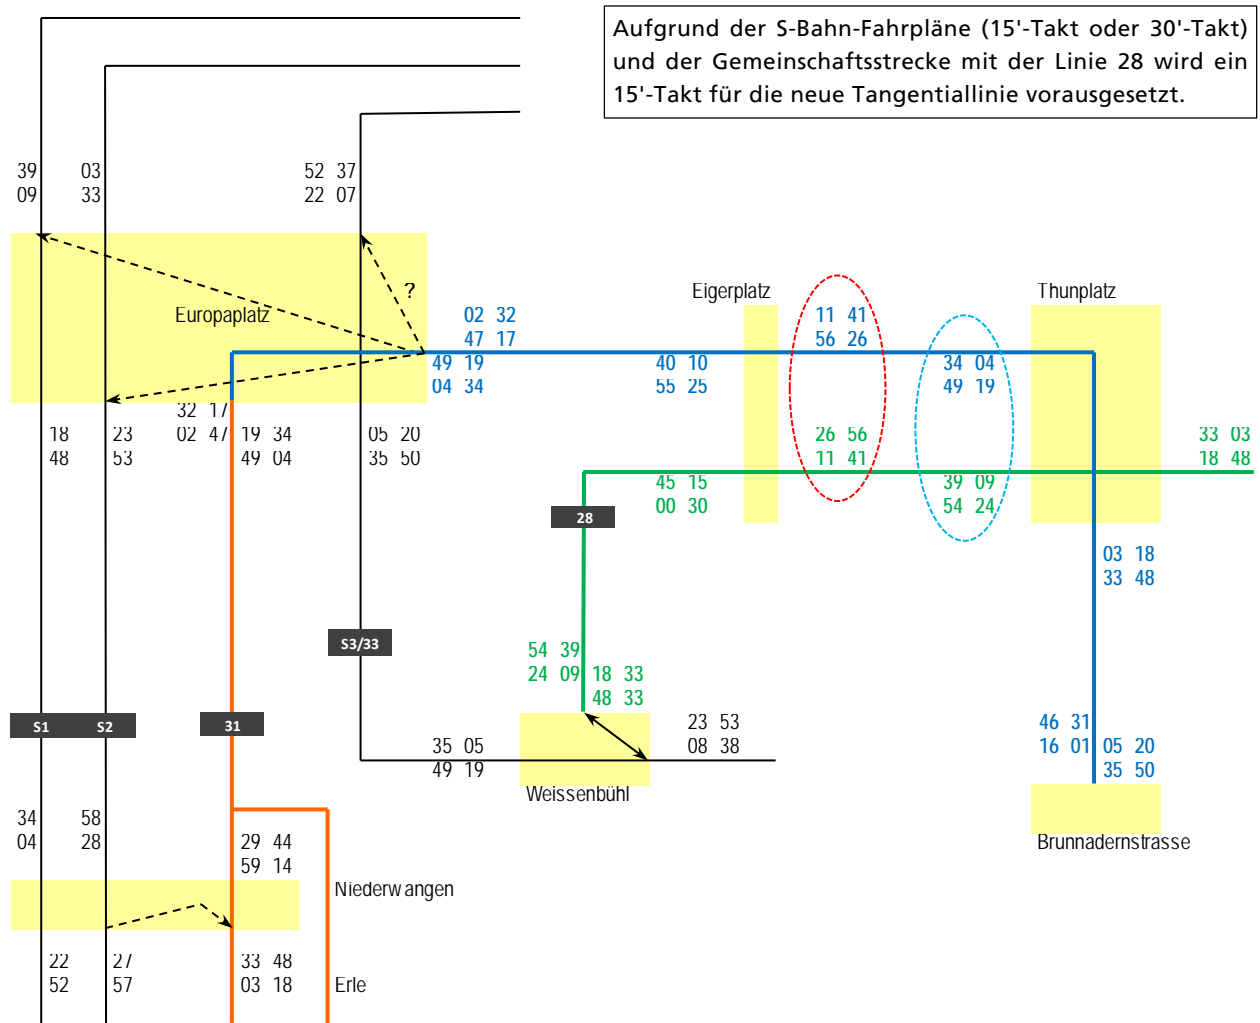 Aufgrund der S-Bahn-Fahrpläne (15'-Takt oder 30'-Takt)
und der Gemeinschaftsstrecke mit der Linie 28 wird ein
15'-Takt für die neue Tangentiallinie vorausgesetzt.
39 03 52 37
09 33 22 07
?
Eigerplatz Thunplatz
Europaplatz 02 32 11 41
47 17 56 26
49 19 40 10 34 04
04 34 55 25 49 19
32 17
02 47
18 23 19 34 05 20 26 56 33 03
48 53 49 04 35 50 11 41 18 48
45 15 39 09
00 30 54 24
28
03 18
33 48
S3/33
54 39
24 09 18 33
48 33
S1 S2 31
23 53 46 31
08 38 16 01 05 20
35 50
35 05
49 19
Weissenbühl
34 58
04 28
29 44
59 14
Brunnadernstrasse
Niederwangen
22 27 33 48
52 57 03 18 Erle